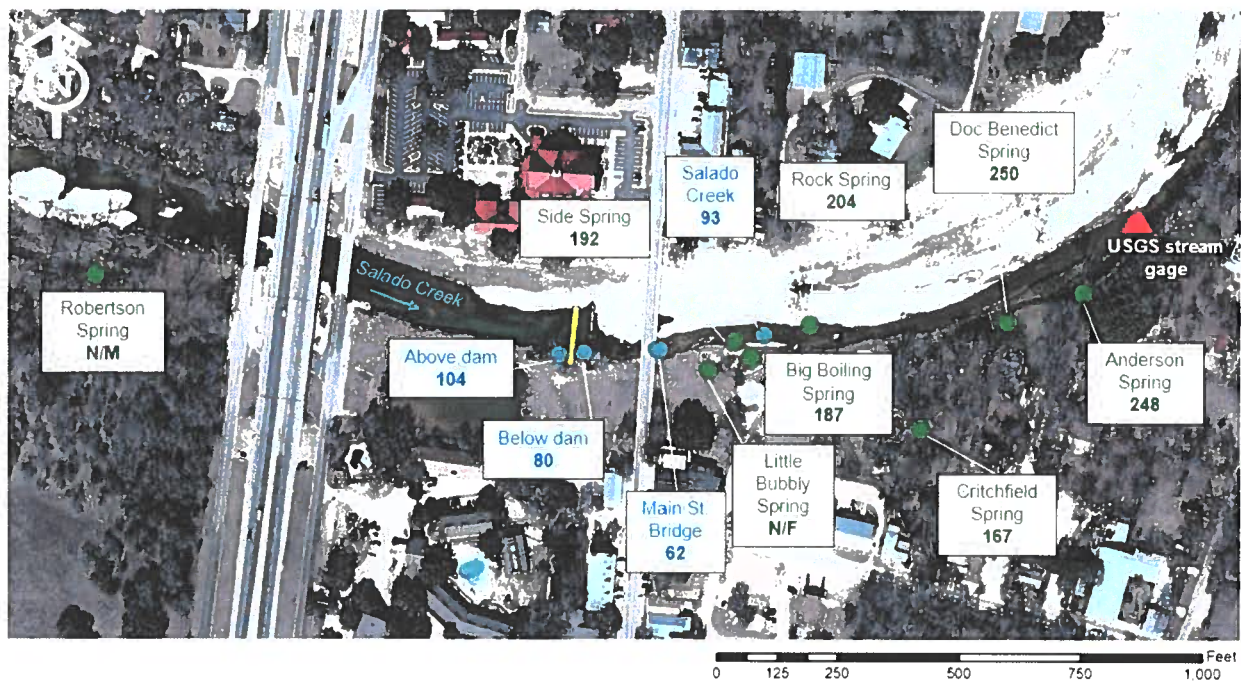 N
Doc Benedict
Spring
250
Salado
Creek
93
Rock Spring
204
Side Spring
192
USGS stream
gage
Salado Creek
Robertson
Spring
N/M
Above dam
104
Big Boiling
Spring
187
Anderson
Spring
248
Below dam
80
Little
Bubbly
Spring
N/F
Critchfield
Spring
167
Main St.
Bridge
62
Feet
0 125 250 500 750 1,000